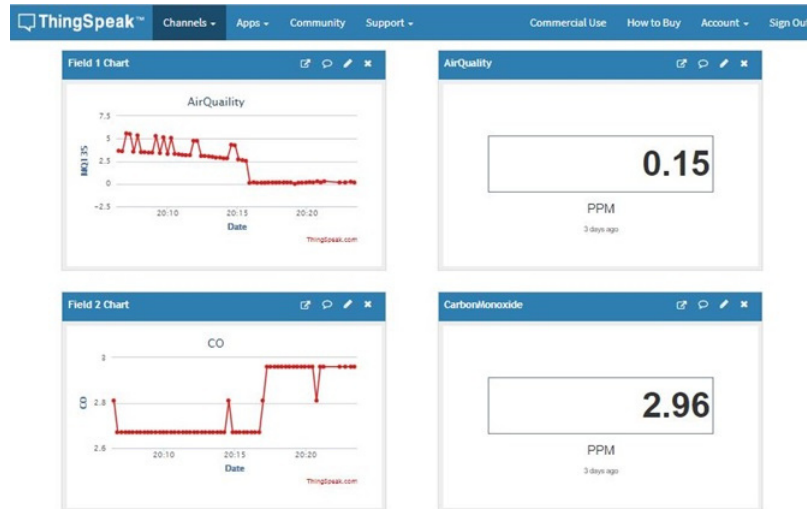 ThingSpeak™ Channels Apps Community Support Commercial Use How to Buy Account Sign Out
Field 1 Chart
AirQuaility
7.5
5
2.5
0
-2.5
MQ135
20:10 20:15 20:20
Date
ThingSpeak.com
AirQuality
0.15
PPM
3 days ago
Field 2 Chart
CO
3
2.8
2.6
CO
20:10 20:15 20:20
Date
ThingSpeak.com
CarbonMonoxide
2.96
PPM
3 days ago